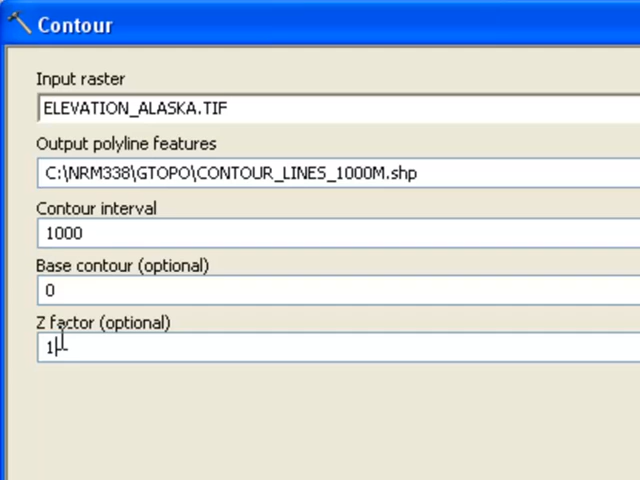 Contour
Input raster
ELEVATION_ALASKA.TIF
Output polyline features
C:\NRM338\GTOPO\CONTOUR_LINES_1000M.shp
Contour interval
1000
Base contour (optional)
0
Z factor (optional)
1